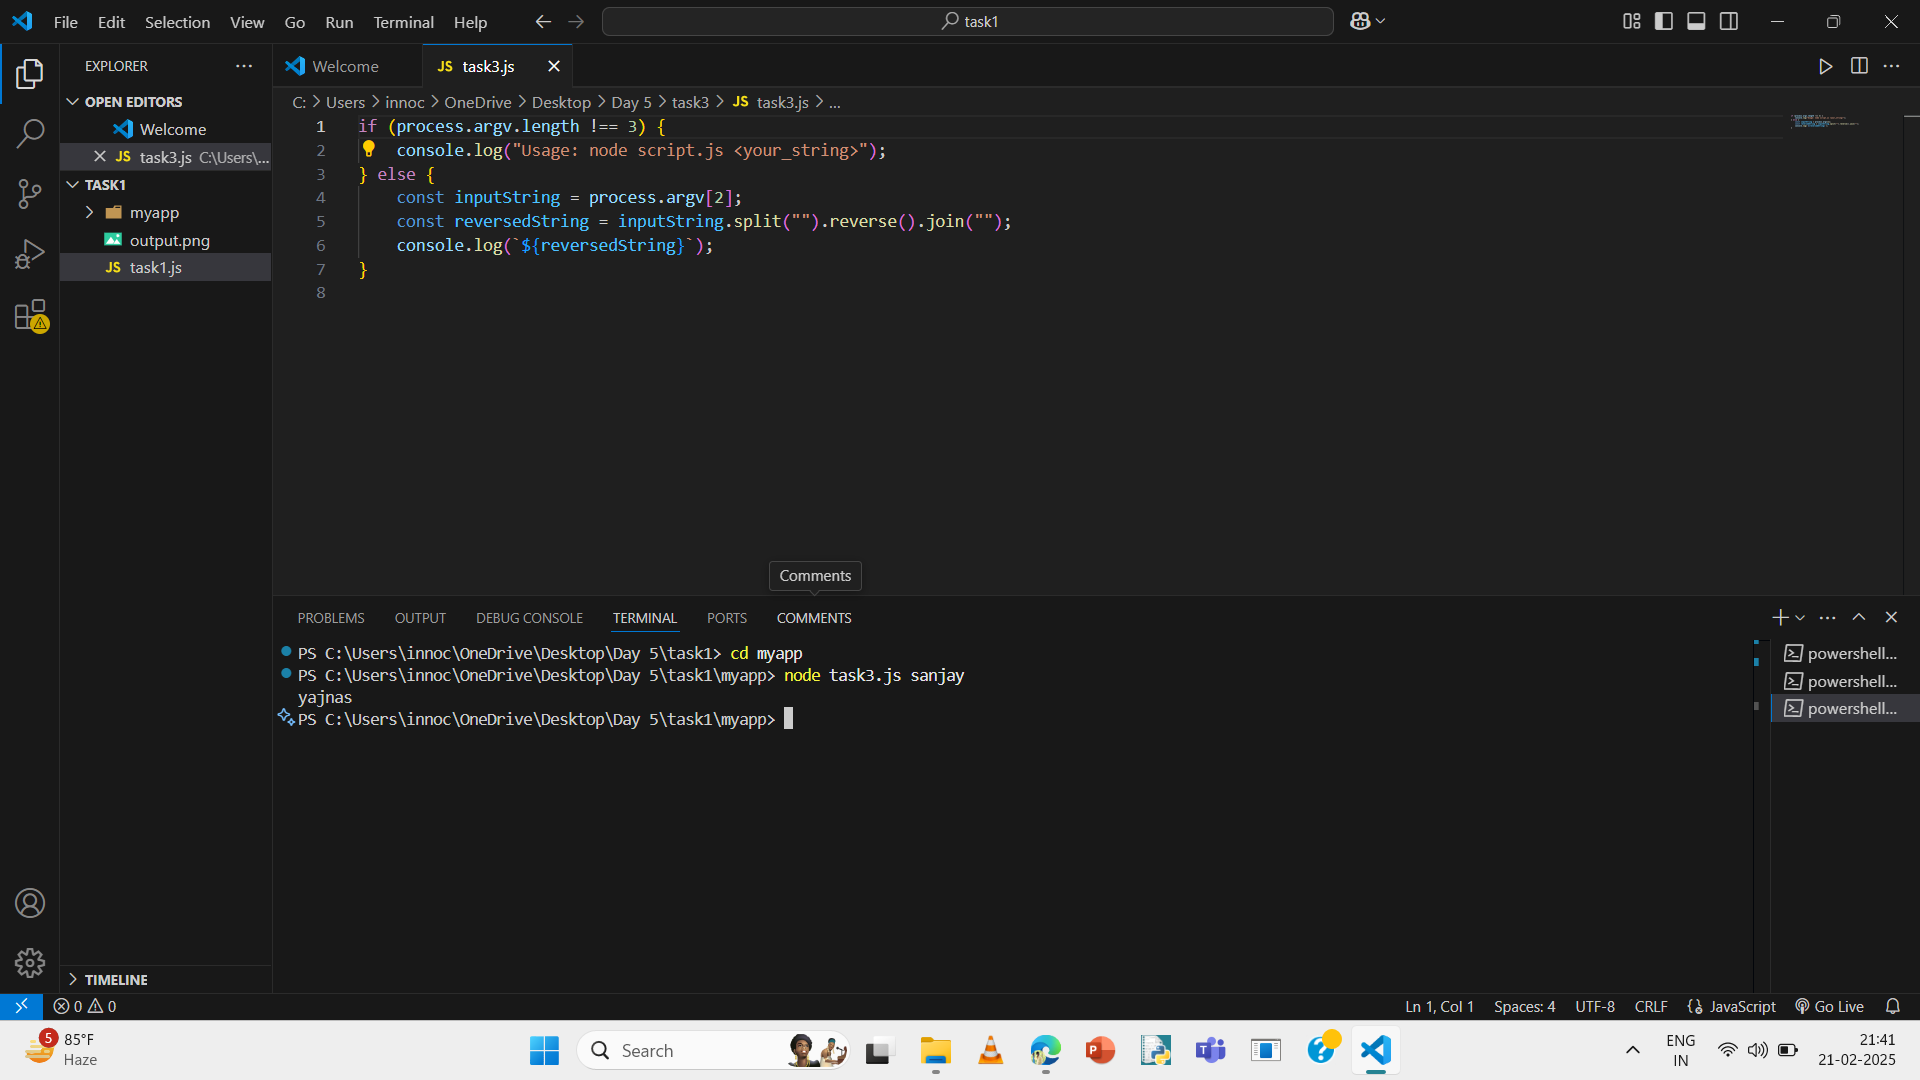 File Edit Selection View Go Run Terminal Help
task1
EXPLORER
OPEN EDITORS
Welcome
JS task3.js C:\Users\...
TASK1
myapp
output.png
JS task1.js
TIMELINE
Welcome
JS task3.js
C: > Users > innoc > OneDrive > Desktop > Day 5 > task3 > JS task3.js > ...
1 if (process.argv.length !== 3) {
2 console.log("Usage: node script.js <your_string>");
3 } else {
4 const inputString = process.argv[2];
5 const reversedString = inputString.split("").reverse().join("");
6 console.log(`${reversedString}`);
7 }
8
Comments
PROBLEMS OUTPUT DEBUG CONSOLE TERMINAL PORTS COMMENTS
PS C:\Users\innoc\OneDrive\Desktop\Day 5\task1> cd myapp
PS C:\Users\innoc\OneDrive\Desktop\Day 5\task1\myapp> node task3.js sanjay
yajnas
PS C:\Users\innoc\OneDrive\Desktop\Day 5\task1\myapp>
powershell...
powershell...
powershell...
0 0
Ln 1, Col 1 Spaces: 4 UTF-8 CRLF JavaScript Go Live
5
85°F
Haze
Search
ENG
IN
21:41
21-02-2025